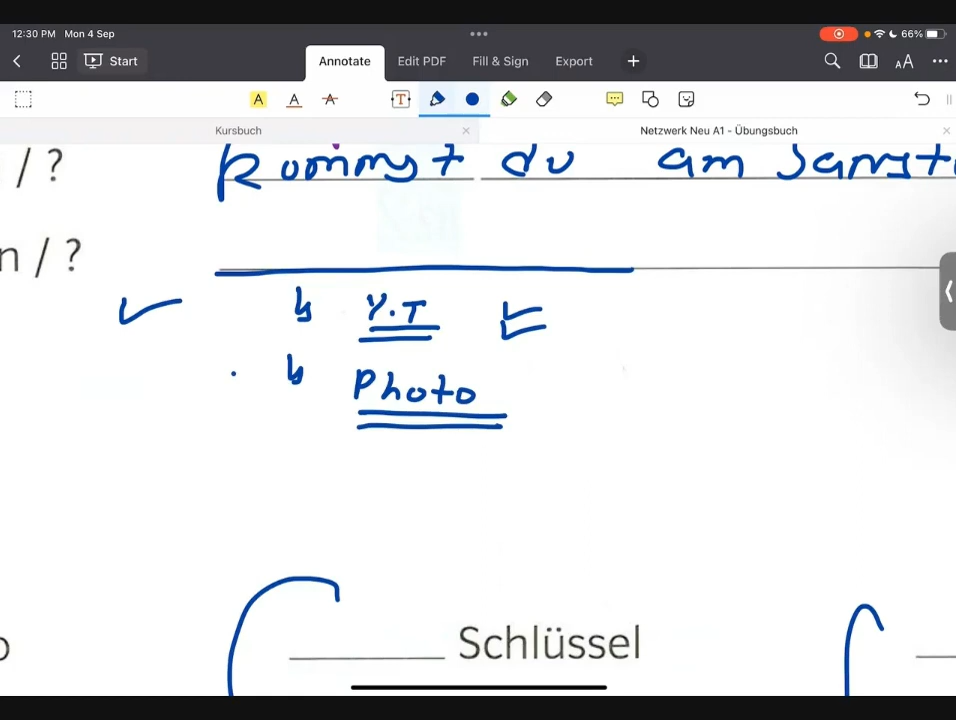 12:30 PM Mon 4 Sep
66%
Start
Annotate
Edit PDF
Fill & Sign
Export
Kursbuch
Netzwerk Neu A1 - Übungsbuch
/ ?
Kommst du am Samst
n / ?
Y.T
Photo
Schlüssel